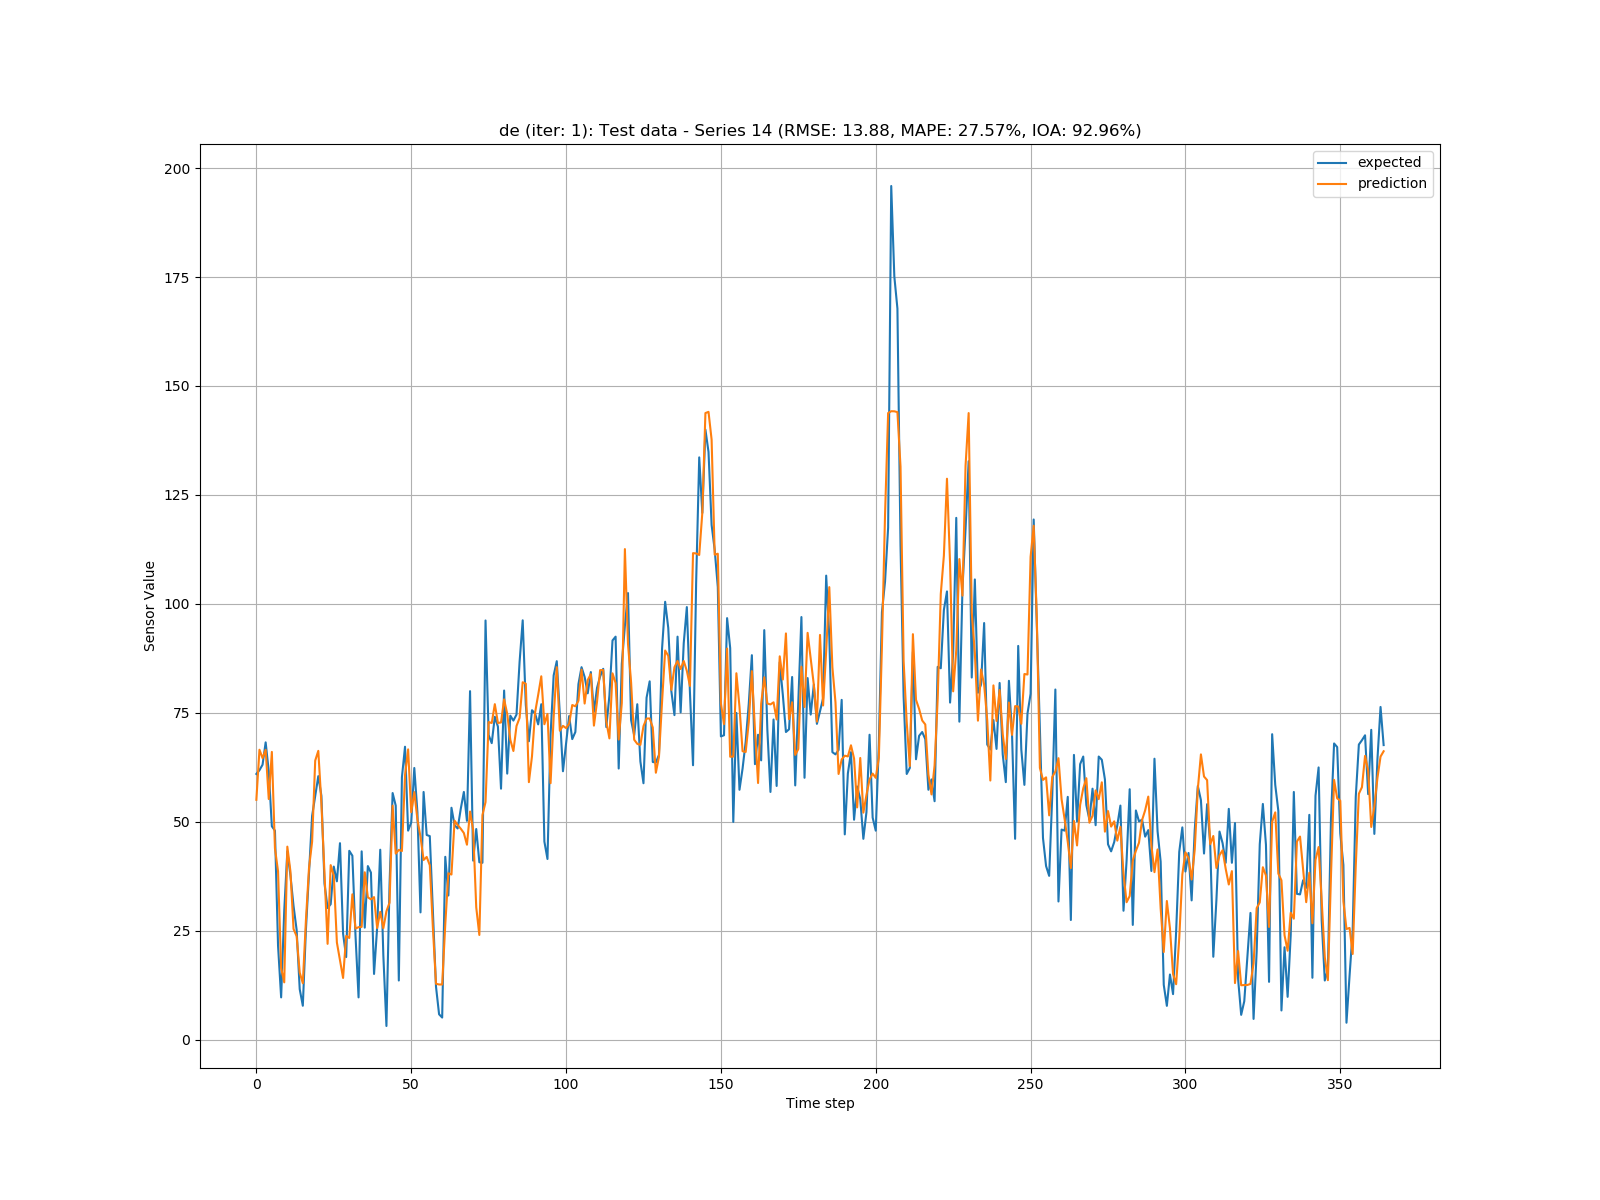 de (iter: 1): Test data - Series 14 (RMSE: 13.88, MAPE: 27.57%, IOA: 92.96%)
expected
prediction
200
175
150
125
100
75
50
25
0
Sensor Value
0 50 100 150 200 250 300 350
Time step